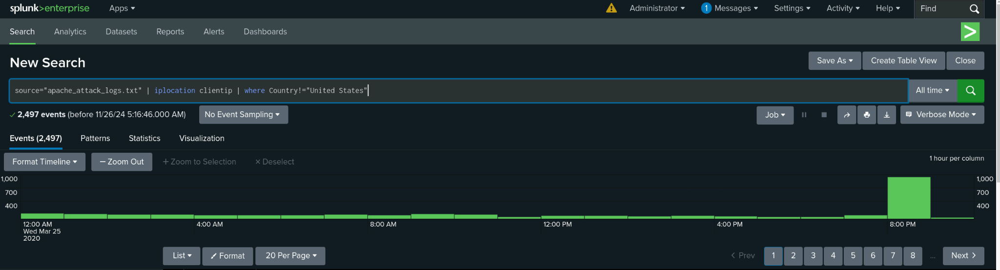 splunk>enterprise Apps Administrator 1 Messages Settings Activity Help Find
Search Analytics Datasets Reports Alerts Dashboards >
New Search Save As Create Table View Close
source="apache_attack_logs.txt" | iplocation clientip | where Country!="United States" All time
2,497 events (before 11/26/24 5:16:46.000 AM) No Event Sampling Job Verbose Mode
Events (2,497) Patterns Statistics Visualization
Format Timeline — Zoom Out + Zoom to Selection × Deselect 1 hour per column
1,000 1,000
700 700
400 400
12:00 AM 4:00 AM 8:00 AM 12:00 PM 4:00 PM 8:00 PM
Wed Mar 25
2020
List Format 20 Per Page < Prev 1 2 3 4 5 6 7 8 ... Next >